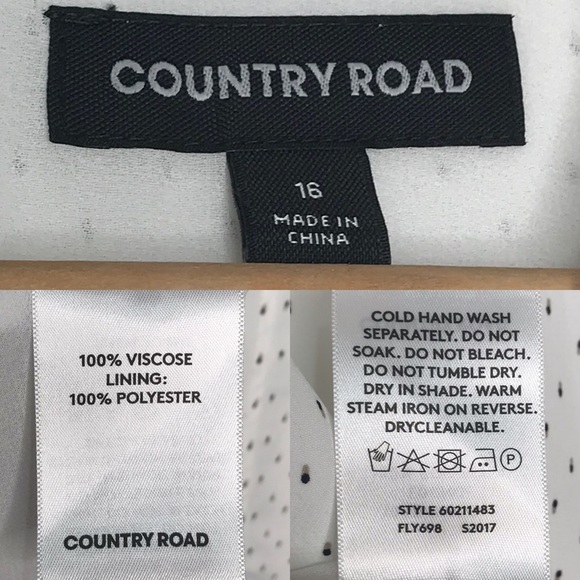 COUNTRY ROAD
16
MADE IN
CHINA
100% VISCOSE
LINING:
100% POLYESTER
COUNTRY ROAD
COLD HAND WASH
SEPARATELY. DO NOT
SOAK. DO NOT BLEACH.
DO NOT TUMBLE DRY.
DRY IN SHADE. WARM
STEAM IRON ON REVERSE.
DRYCLEANABLE.
P
STYLE 60211483
FLY698 S2017